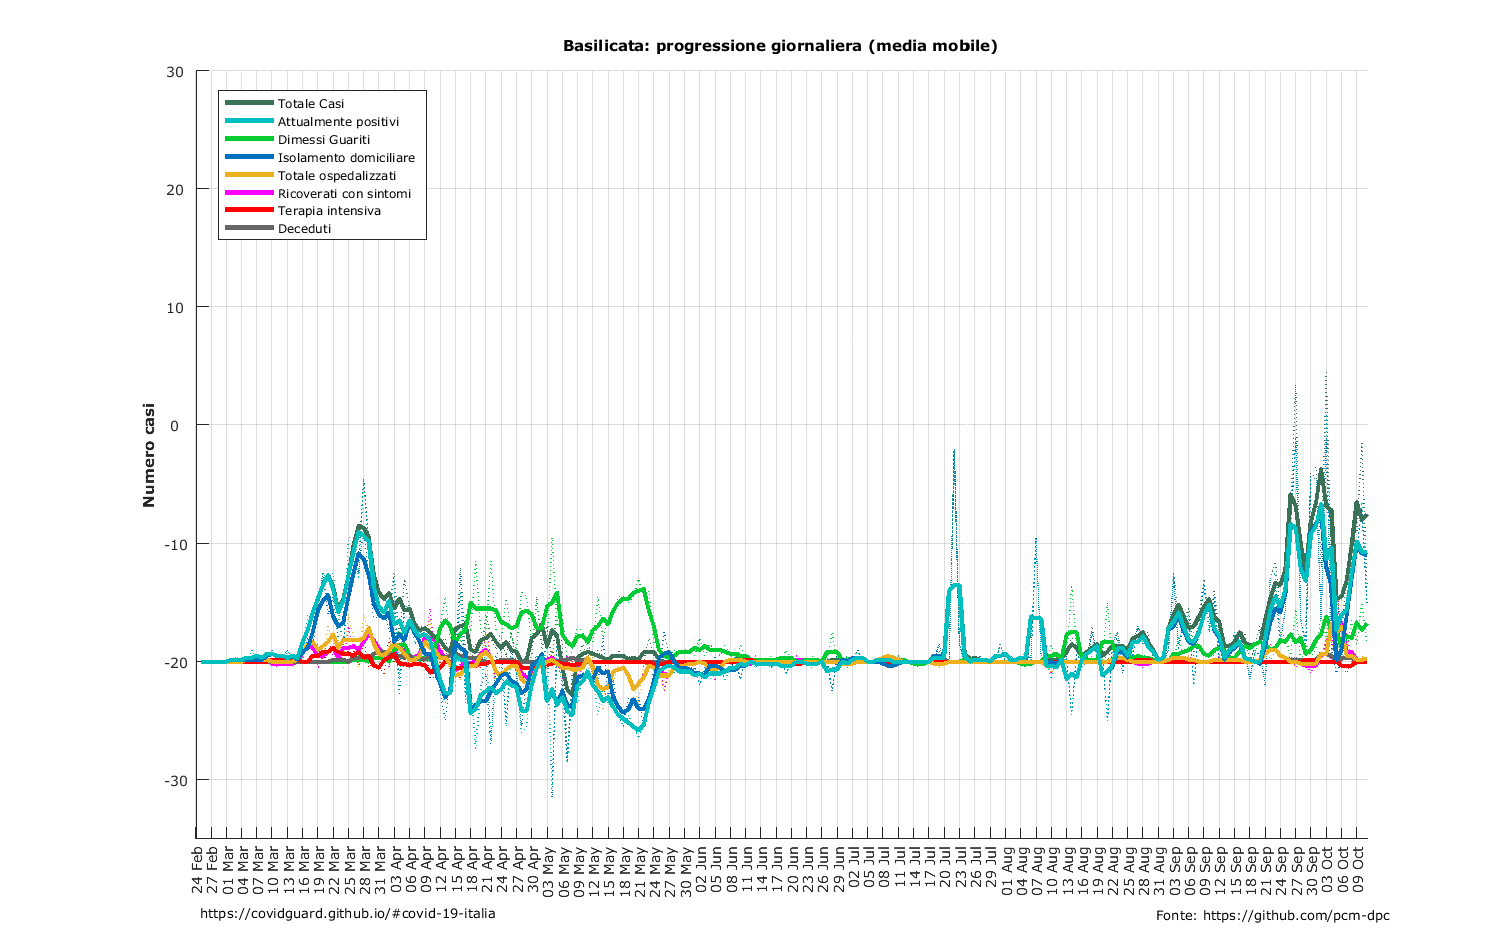 Basilicata: progressione giornaliera (media mobile)
30
20
10
0
-10
-20
-30
Numero casi
Totale Casi
Attualmente positivi
Dimessi Guariti
Isolamento domiciliare
Totale ospedalizzati
Ricoverati con sintomi
Terapia intensiva
Deceduti
24 Feb
27 Feb
01 Mar
04 Mar
07 Mar
10 Mar
13 Mar
16 Mar
19 Mar
22 Mar
25 Mar
28 Mar
31 Mar
03 Apr
06 Apr
09 Apr
12 Apr
15 Apr
18 Apr
21 Apr
24 Apr
27 Apr
30 Apr
03 May
06 May
09 May
12 May
15 May
18 May
21 May
24 May
27 May
30 May
02 Jun
05 Jun
08 Jun
11 Jun
14 Jun
17 Jun
20 Jun
23 Jun
26 Jun
29 Jun
02 Jul
05 Jul
08 Jul
11 Jul
14 Jul
17 Jul
20 Jul
23 Jul
26 Jul
29 Jul
01 Aug
04 Aug
07 Aug
10 Aug
13 Aug
16 Aug
19 Aug
22 Aug
25 Aug
28 Aug
31 Aug
03 Sep
06 Sep
09 Sep
12 Sep
15 Sep
18 Sep
21 Sep
24 Sep
27 Sep
30 Sep
03 Oct
06 Oct
09 Oct
https://covidguard.github.io/#covid-19-italia
Fonte: https://github.com/pcm-dpc